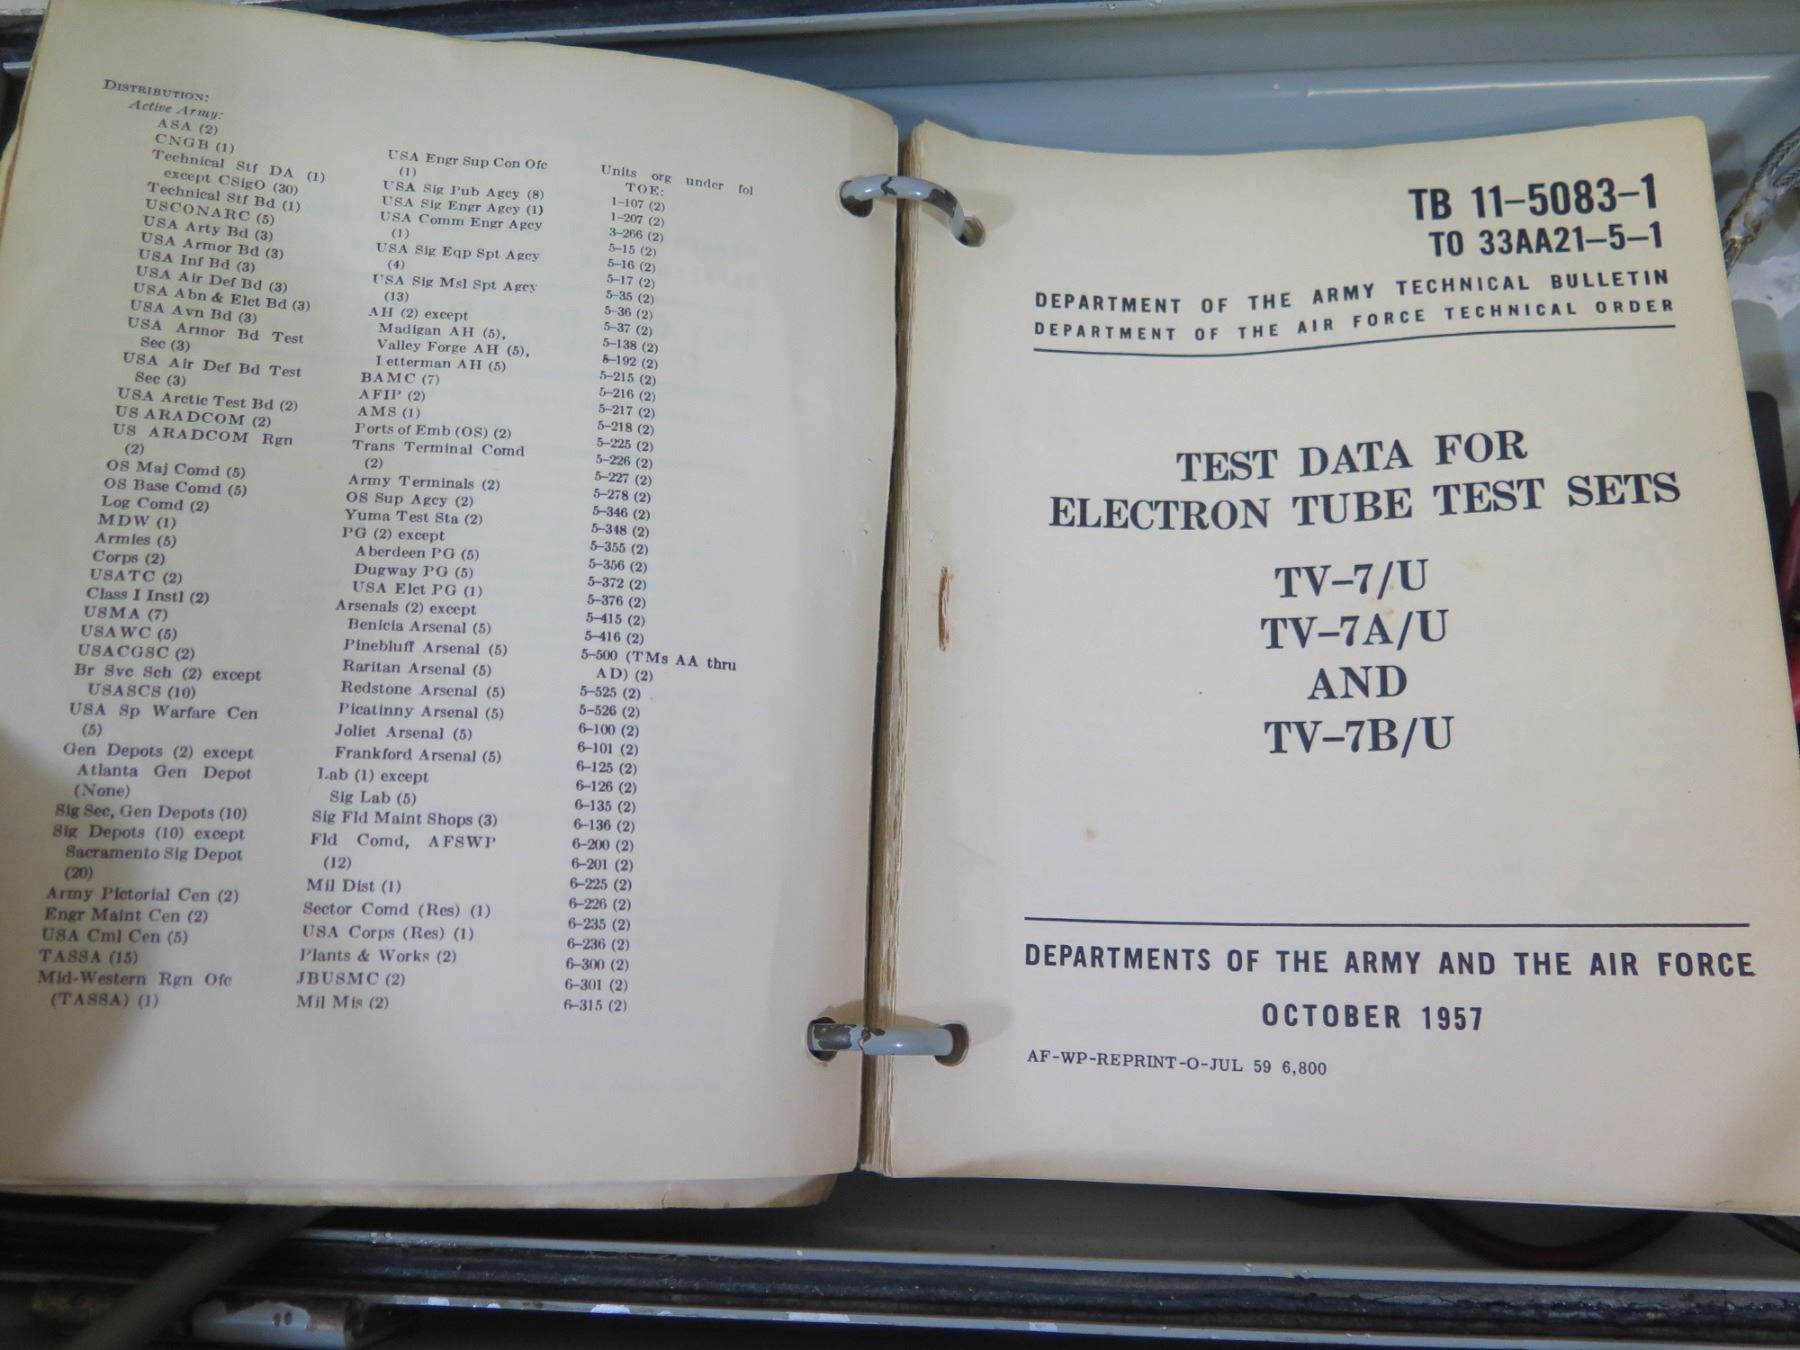 DISTRIBUTION:
Active Army:
ASA (2)
CNGB (1)
Technical Stf DA (1)
except CSigO (30)
Technical Stf Bd (1)
USCONARC (5)
USA Arty Bd (3)
USA Armor Bd (3)
USA Inf Bd (3)
USA Air Def Bd (3)
USA Abn & Elct Bd (3)
USA Avn Bd (3)
USA Armor Bd Test
Sec (3)
USA Air Def Bd Test
Sec (3)
USA Arctic Test Bd (2)
US ARADCOM (2)
US ARADCOM Rgn
(2)
OS Maj Comd (5)
OS Base Comd (5)
Log Comd (2)
MDW (1)
Armies (5)
Corps (2)
USATC (2)
Class I Instl (2)
USMA (7)
USAWC (5)
USACGSC (2)
Br Svc Sch (2) except
USASCS (10)
USA Sp Warfare Cen
(5)
Gen Depots (2) except
Atlanta Gen Depot
(None)
Sig Sec, Gen Depots (10)
Sig Depots (10) except
Sacramento Sig Depot
(20)
Army Pictorial Cen (2)
Engr Maint Cen (2)
USA Cml Cen (5)
TASSA (15)
Mid-Western Rgn Ofc
(TASSA) (1)
USA Engr Sup Con Ofc
(1)
USA Sig Pub Agcy (8)
USA Sig Engr Agcy (1)
USA Comm Engr Agcy
(1)
USA Sig Eqp Spt Agcy
(4)
USA Sig Msl Spt Agcy
(13)
AH (2) except
Madigan AH (5),
Valley Forge AH (5),
Letterman AH (5)
BAMC (7)
AFIP (2)
AMS (1)
Ports of Emb (OS) (2)
Trans Terminal Comd
(2)
Army Terminals (2)
OS Sup Agcy (2)
Yuma Test Sta (2)
PG (2) except
Aberdeen PG (5)
Dugway PG (5)
USA Elct PG (1)
Arsenals (2) except
Benicia Arsenal (5)
Pinebluff Arsenal (5)
Raritan Arsenal (5)
Redstone Arsenal (5)
Picatinny Arsenal (5)
Joliet Arsenal (5)
Frankford Arsenal (5)
Lab (1) except
Sig Lab (5)
Sig Fld Maint Shops (3)
Fld Comd, AFSWP
(12)
Mil Dist (1)
Sector Comd (Res) (1)
USA Corps (Res) (1)
Plants & Works (2)
JBUSMC (2)
Mil Mis (2)
Units org under fol
TOE:
1-107 (2)
1-207 (2)
3-266 (2)
5-15 (2)
5-16 (2)
5-17 (2)
5-35 (2)
5-36 (2)
5-37 (2)
5-138 (2)
5-192 (2)
5-215 (2)
5-216 (2)
5-217 (2)
5-218 (2)
5-225 (2)
5-226 (2)
5-227 (2)
5-278 (2)
5-346 (2)
5-348 (2)
5-355 (2)
5-356 (2)
5-372 (2)
5-376 (2)
5-415 (2)
5-416 (2)
5-500 (TMs AA thru
AD) (2)
5-525 (2)
5-526 (2)
6-100 (2)
6-101 (2)
6-125 (2)
6-126 (2)
6-135 (2)
6-136 (2)
6-200 (2)
6-201 (2)
6-225 (2)
6-226 (2)
6-235 (2)
6-236 (2)
6-300 (2)
6-301 (2)
6-315 (2)
TB 11-5083-1
TO 33AA21-5-1
DEPARTMENT OF THE ARMY TECHNICAL BULLETIN
DEPARTMENT OF THE AIR FORCE TECHNICAL ORDER
TEST DATA FOR
ELECTRON TUBE TEST SETS
TV-7/U
TV-7A/U
AND
TV-7B/U
DEPARTMENTS OF THE ARMY AND THE AIR FORCE
OCTOBER 1957
AF-WP-REPRINT-O-JUL 59 6,800